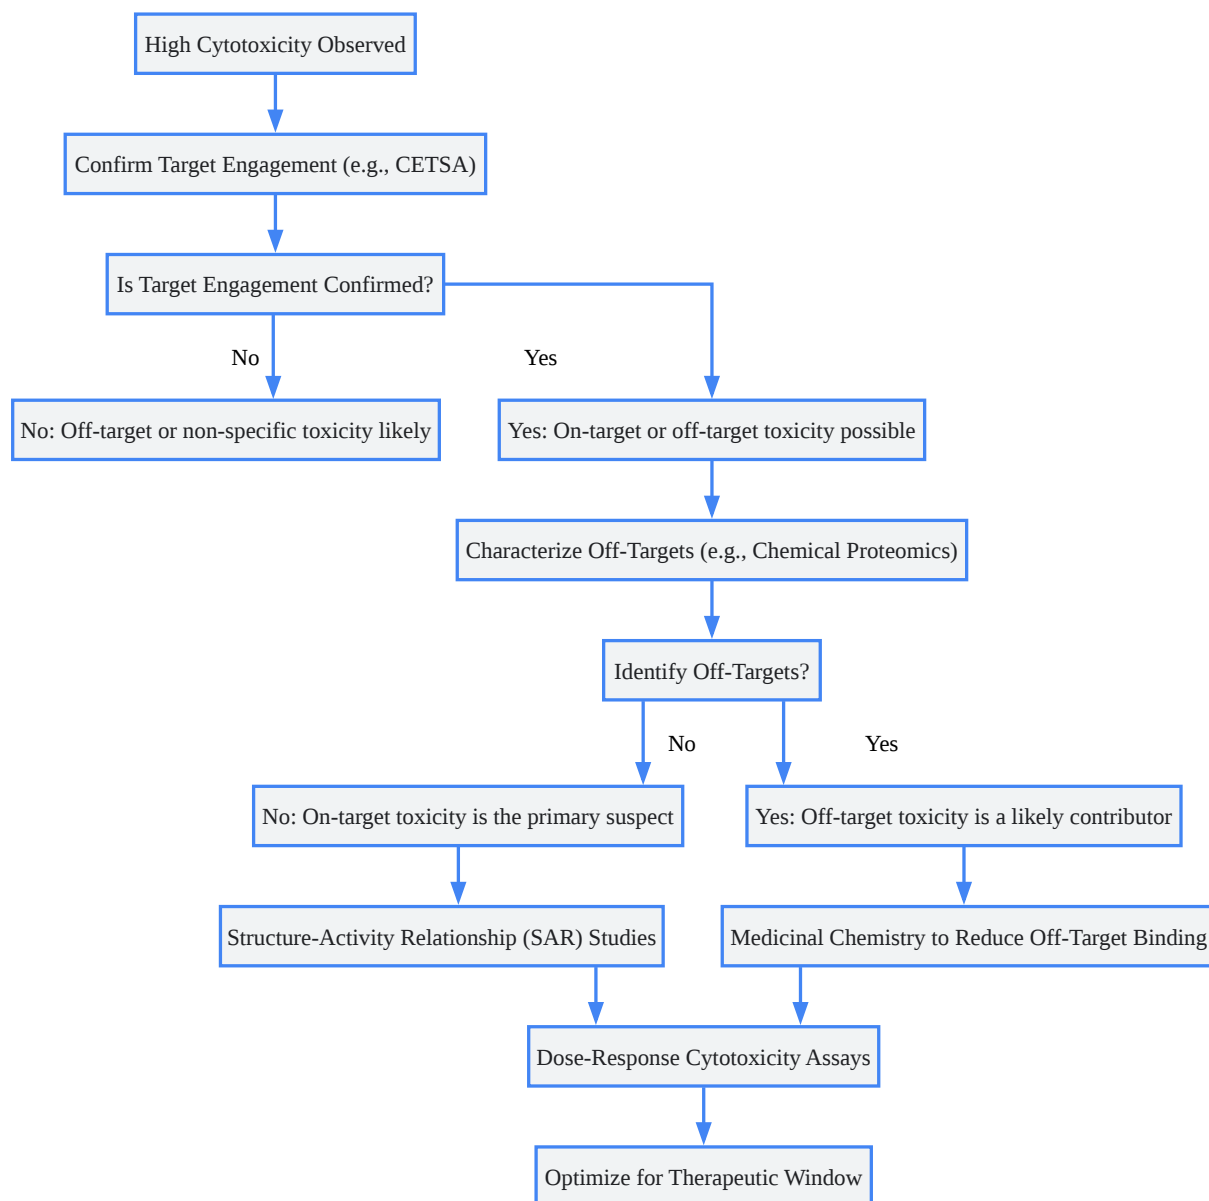 High Cytotoxicity Observed
Confirm Target Engagement (e.g., CETSA)
Is Target Engagement Confirmed?
No
Yes
No: Off-target or non-specific toxicity likely
Yes: On-target or off-target toxicity possible
Characterize Off-Targets (e.g., Chemical Proteomics)
Identify Off-Targets?
No
Yes
No: On-target toxicity is the primary suspect
Yes: Off-target toxicity is a likely contributor
Structure-Activity Relationship (SAR) Studies
Medicinal Chemistry to Reduce Off-Target Binding
Dose-Response Cytotoxicity Assays
Optimize for Therapeutic Window